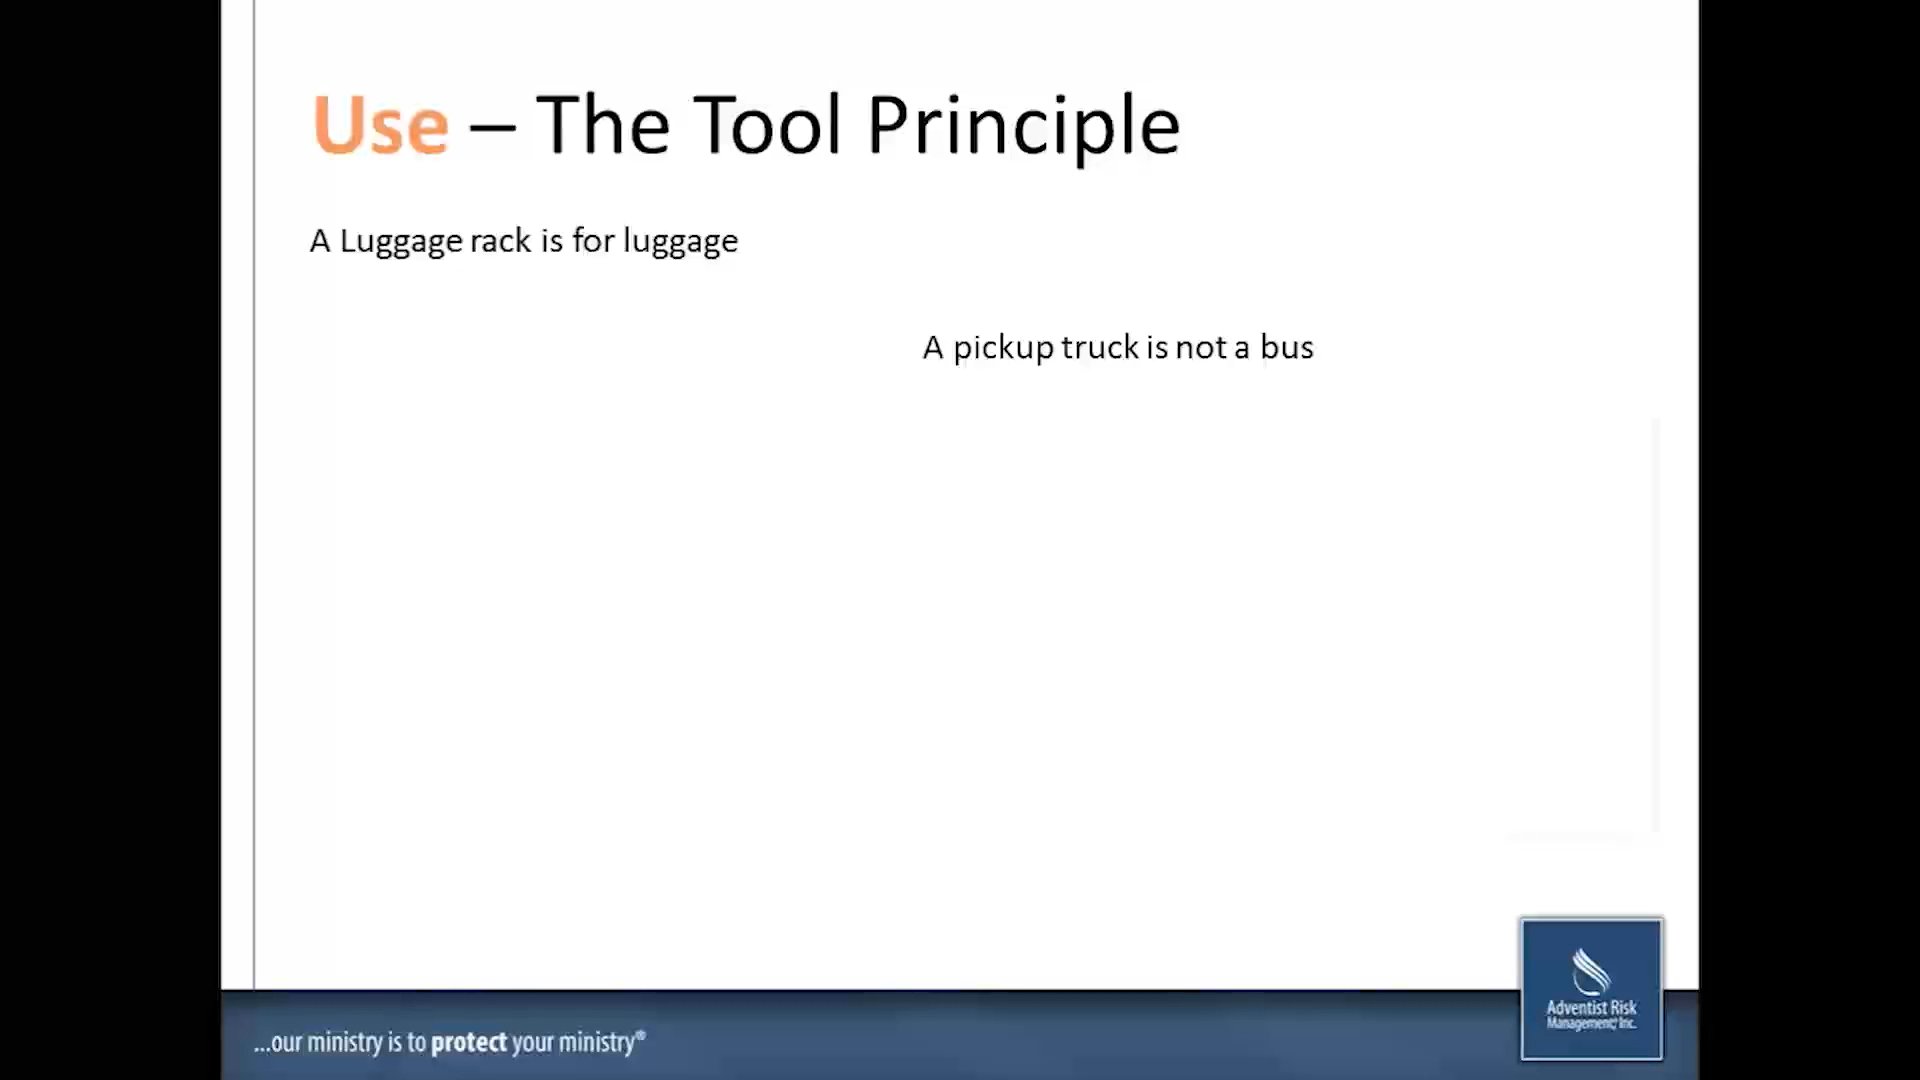 Use – The Tool Principle
A Luggage rack is for luggage
A pickup truck is not a bus
...our ministry is to protect your ministry®
Adventist Risk
Management, Inc.